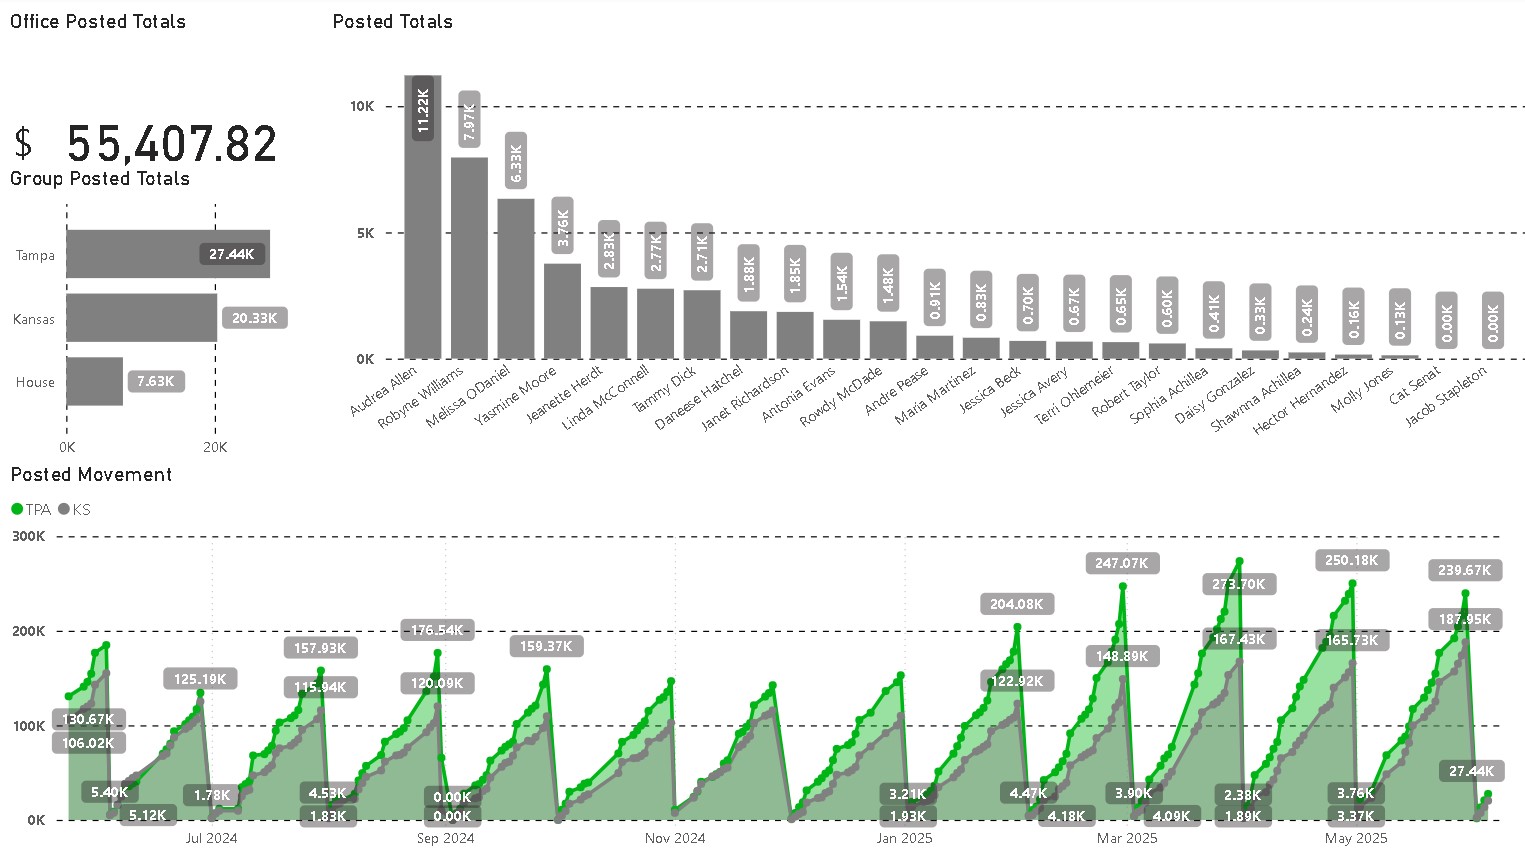 Office Posted Totals
$ 55,407.82
Group Posted Totals
Tampa 27.44K
Kansas 20.33K
House 7.63K
0K 20K
Posted Totals
10K
5K
0K
11.22K 7.97K 6.33K 3.76K 2.83K 2.77K 2.71K 1.88K 1.85K 1.54K 1.48K 0.91K 0.83K 0.70K 0.67K 0.65K 0.60K 0.41K 0.33K 0.24K 0.16K 0.13K 0.00K 0.00K
Audrea Allen
Robyne Williams
Melissa ODaniel
Yasmine Moore
Jeanette Herdt
Linda McConnell
Tammy Dick
Daneese Hatchel
Janet Richardson
Antonia Evans
Rowdy McDade
Andre Pease
Maria Martinez
Jessica Beck
Jessica Avery
Terri Ohlemeier
Robert Taylor
Sophia Achillea
Daisy Gonzalez
Shawnna Achillea
Hector Hernandez
Molly Jones
Cat Senat
Jacob Stapleton
Posted Movement
TPA KS
300K
200K
100K
0K
130.67K
106.02K
5.40K
5.12K
125.19K
1.78K
157.93K
115.94K
4.53K
1.83K
176.54K
120.09K
0.00K
0.00K
159.37K
3.21K
1.93K
204.08K
122.92K
4.47K
4.18K
247.07K
148.89K
3.90K
4.09K
273.70K
167.43K
2.38K
1.89K
250.18K
165.73K
3.76K
3.37K
239.67K
187.95K
27.44K
Jul 2024 Sep 2024 Nov 2024 Jan 2025 Mar 2025 May 2025